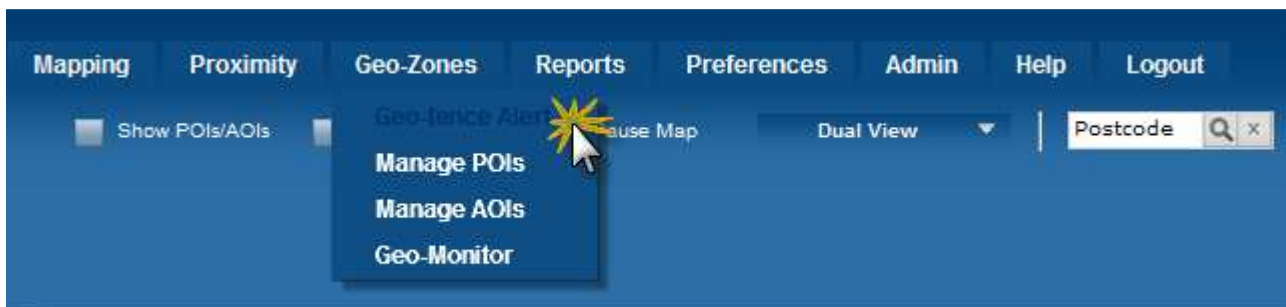 Mapping Proximity Geo-Zones Reports Preferences Admin Help Logout
Show POIs/AOIs Geo-fence Alert ause Map Dual View Postcode
Manage POIs
Manage AOIs
Geo-Monitor